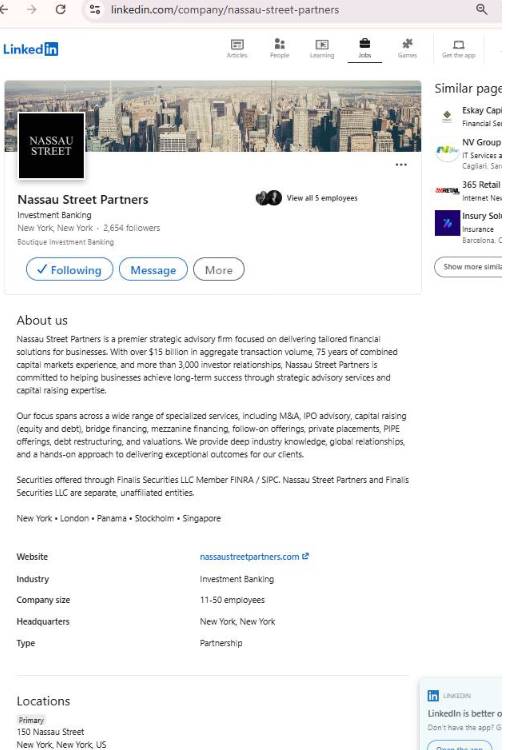 linkedin.com/company/nassau-street-partners
Linkedin
Articles
People
Learning
Jobs
Games
Get the app
NASSAU
STREET
Nassau Street Partners
Investment Banking
New York, New York · 2,654 followers
Boutique Investment Banking
View all 5 employees
✓ Following
Message
More
Similar page
Eskay Capi
Financial Ser
NV Group
IT Services a
Cagliari, Sar
365 Retail
Internet New
Insury Solu
Insurance
Barcelona, C
Show more simila
About us
Nassau Street Partners is a premier strategic advisory firm focused on delivering tailored financial
solutions for businesses. With over $15 billion in aggregate transaction volume, 75 years of combined
capital markets experience, and more than 3,000 investor relationships, Nassau Street Partners is
committed to helping businesses achieve long-term success through strategic advisory services and
capital raising expertise.
Our focus spans across a wide range of specialized services, including M&A, IPO advisory, capital raising
(equity and debt), bridge financing, mezzanine financing, follow-on offerings, private placements, PIPE
offerings, debt restructuring, and valuations. We provide deep industry knowledge, global relationships,
and a hands-on approach to delivering exceptional outcomes for our clients.
Securities offered through Finalis Securities LLC Member FINRA / SIPC. Nassau Street Partners and Finalis
Securities LLC are separate, unaffiliated entities.
New York • London • Panama • Stockholm • Singapore
Website nassaustreetpartners.com
Industry Investment Banking
Company size 11-50 employees
Headquarters New York, New York
Type Partnership
Locations
Primary
150 Nassau Street
New York, New York, US
in LINKEDIN
LinkedIn is better o
Don't have the app? G
Open the app